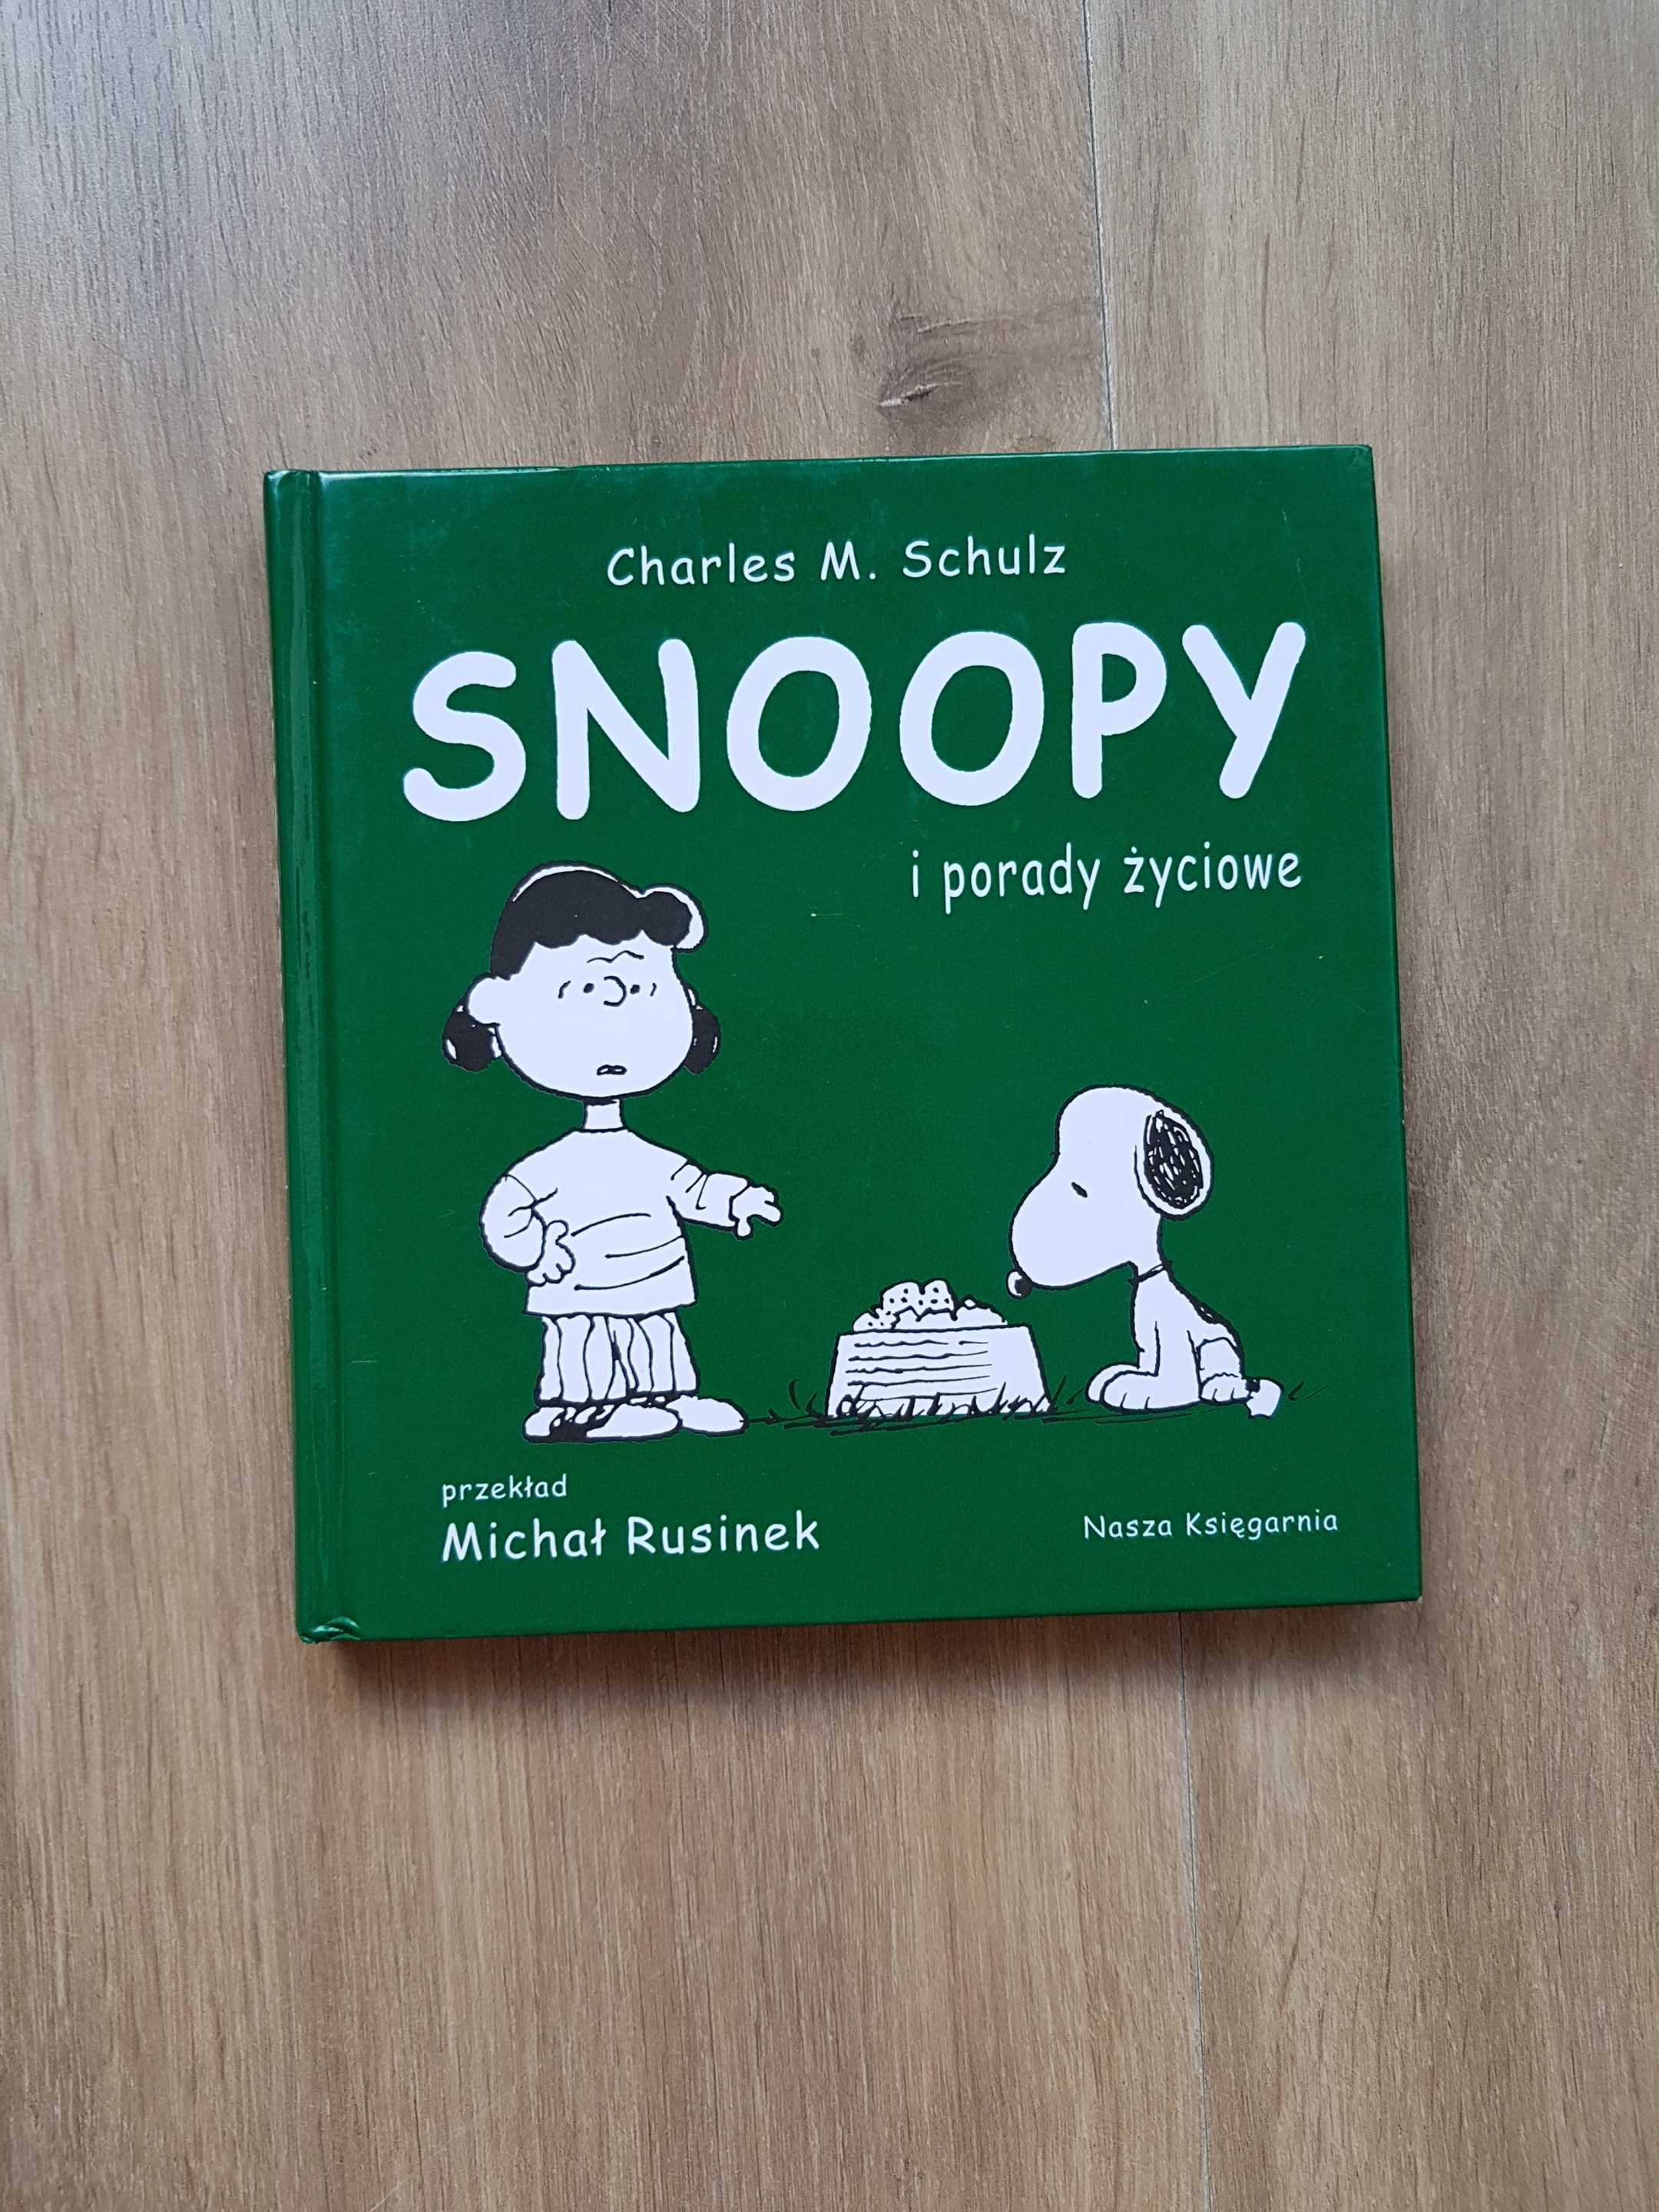 Charles M. Schulz
SNOOPY
i porady życiowe
przekład
Michał Rusinek
Nasza Księgarnia